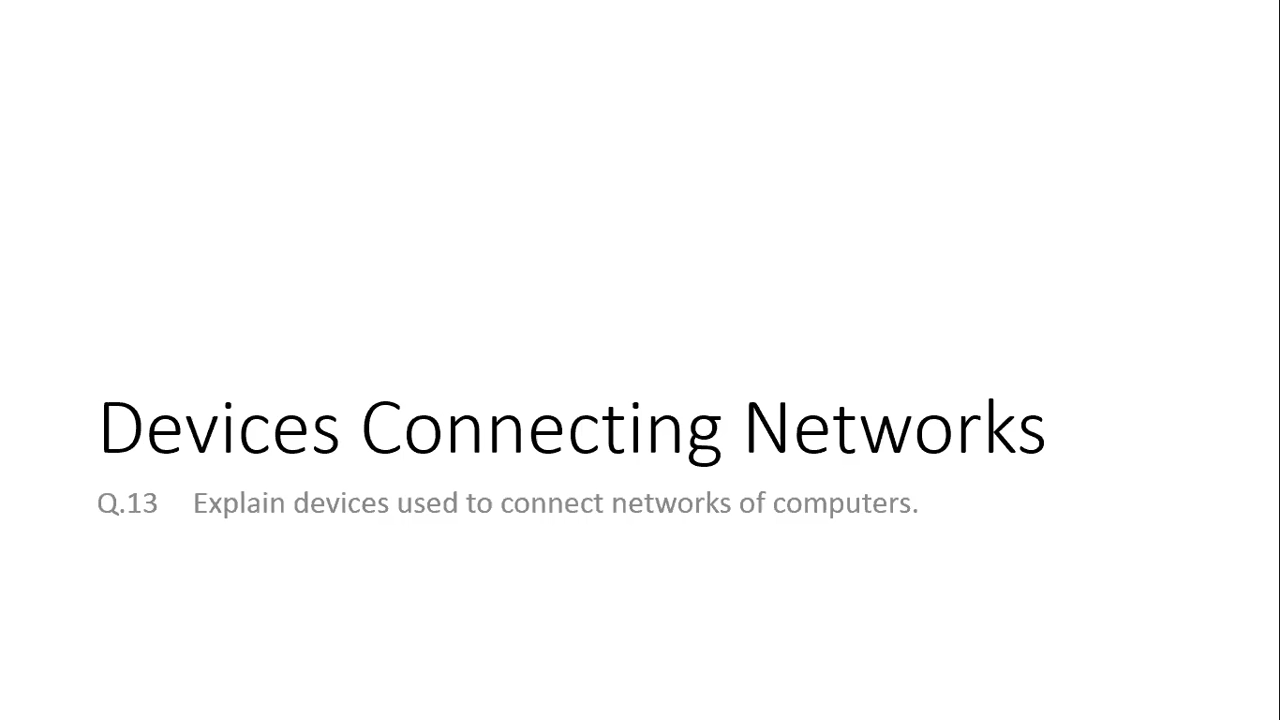 Devices Connecting Networks
Q.13 Explain devices used to connect networks of computers.